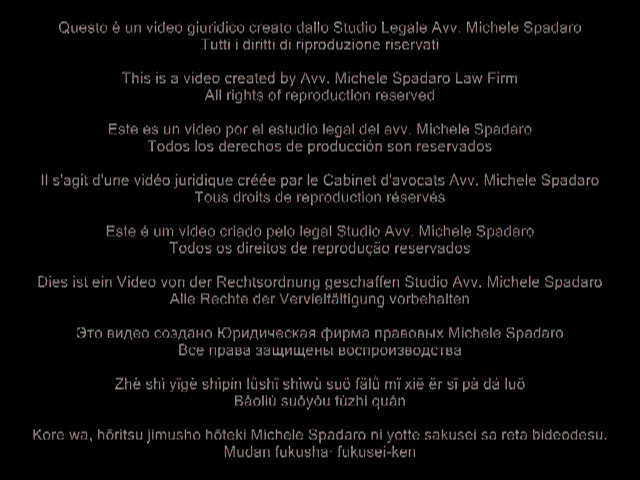 Questo è un video giuridico creato dallo Studio Legale Avv. Michele Spadaro
Tutti i diritti di riproduzione riservati
This is a video created by Avv. Michele Spadaro Law Firm
All rights of reproduction reserved
Este es un video por el estudio legal del avv. Michele Spadaro
Todos los derechos de producción son reservados
Il s'agit d'une vidéo juridique créée par le Cabinet d'avocats Avv. Michele Spadaro
Tous droits de reproduction réservés
Este é um vídeo criado pelo legal Studio Avv. Michele Spadaro
Todos os direitos de reprodução reservados
Dies ist ein Video von der Rechtsordnung geschaffen Studio Avv. Michele Spadaro
Alle Rechte der Vervielfältigung vorbehalten
Это видео создано Юридическая фирма правовых Michele Spadaro
Все права защищены воспроизводства
Zhè shì yīgè shìpín lǜshī shìwù suǒ fǎlǜ mǐ xiē ěr sī pà dá luō
Bǎoliú suǒyǒu fùzhì quán
Kore wa, hōritsu jimusho hōteki Michele Spadaro ni yotte sakusei sa reta bideodesu.
Mudan fukusha· fukusei-ken